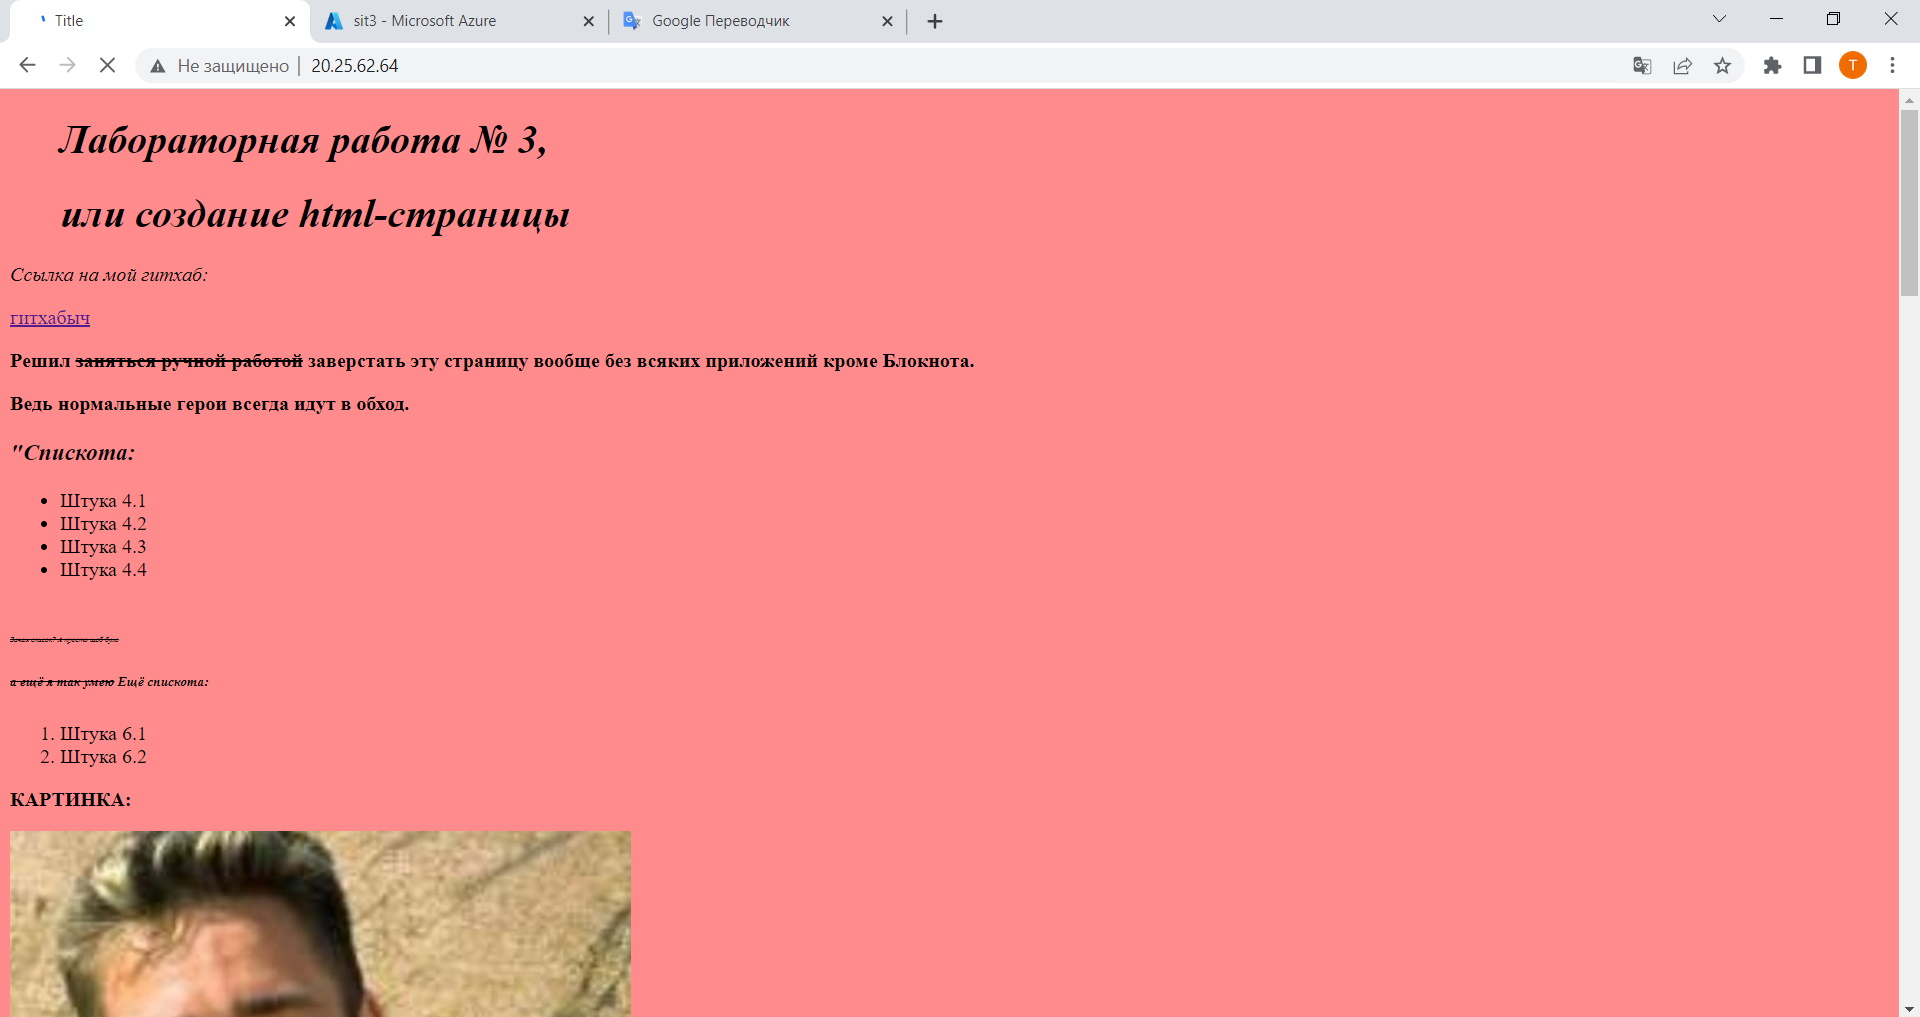 Title
sit3 - Microsoft Azure
Google Переводчик
Не защищено
20.25.62.64
T
Лабораторная работа № 3,
или создание html-страницы
Ссылка на мой гитхаб:
гитхабыч
Решил заняться ручной работой заверстать эту страницу вообще без всяких приложений кроме Блокнота.
Ведь нормальные герои всегда идут в обход.
"Спискота:
• Штука 4.1
• Штука 4.2
• Штука 4.3
• Штука 4.4
а ещё я так умею Ещё спискота:
1. Штука 6.1
2. Штука 6.2
КАРТИНКА: